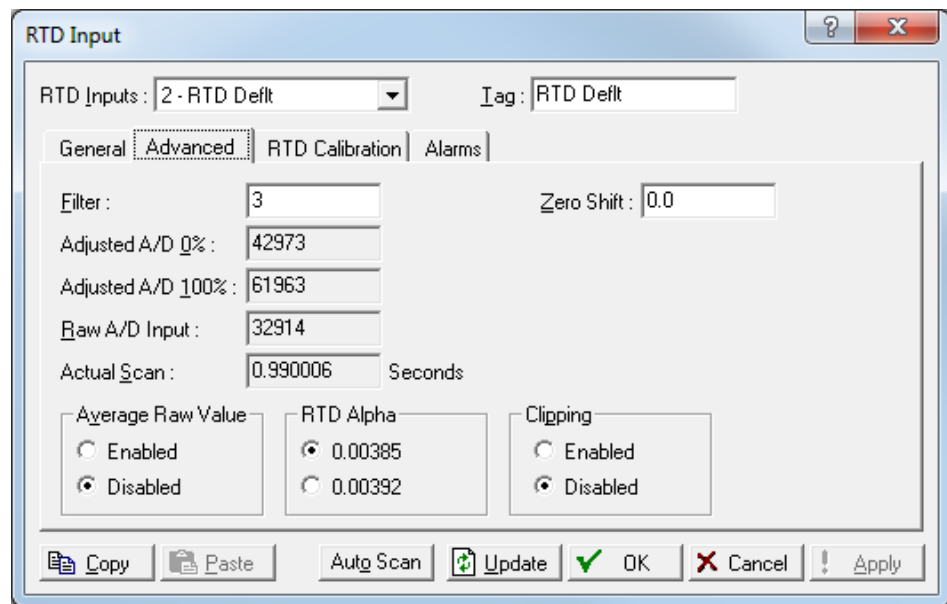 RTD Input
RTD Inputs : 2 - RTD Deflt Tag : RTD Deflt
General Advanced RTD Calibration Alarms
Filter : 3 Zero Shift : 0.0
Adjusted A/D 0% : 42973
Adjusted A/D 100% : 61963
Raw A/D Input : 32914
Actual Scan : 0.990006 Seconds
Average Raw Value RTD Alpha Clipping
Enabled 0.00385 Enabled
Disabled 0.00392 Disabled
Copy Paste Auto Scan Update OK Cancel Apply